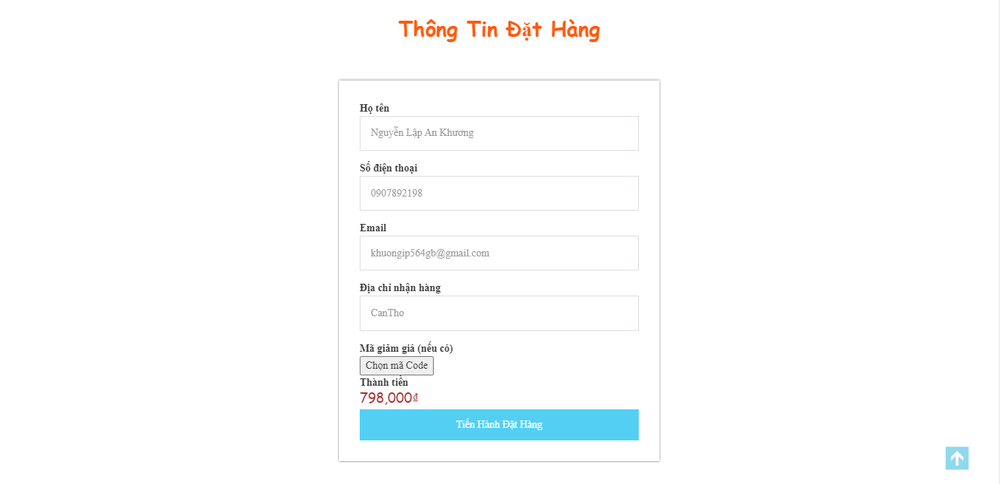 Thông Tin Đặt Hàng
Họ tên
Nguyễn Lập An Khương
Số điện thoại
0907892198
Email
khuongip564gb@gmail.com
Địa chỉ nhận hàng
CanTho
Mã giảm giá (nếu có)
Chọn mã Code
Thành tiền
798,000₫
Tiến Hành Đặt Hàng